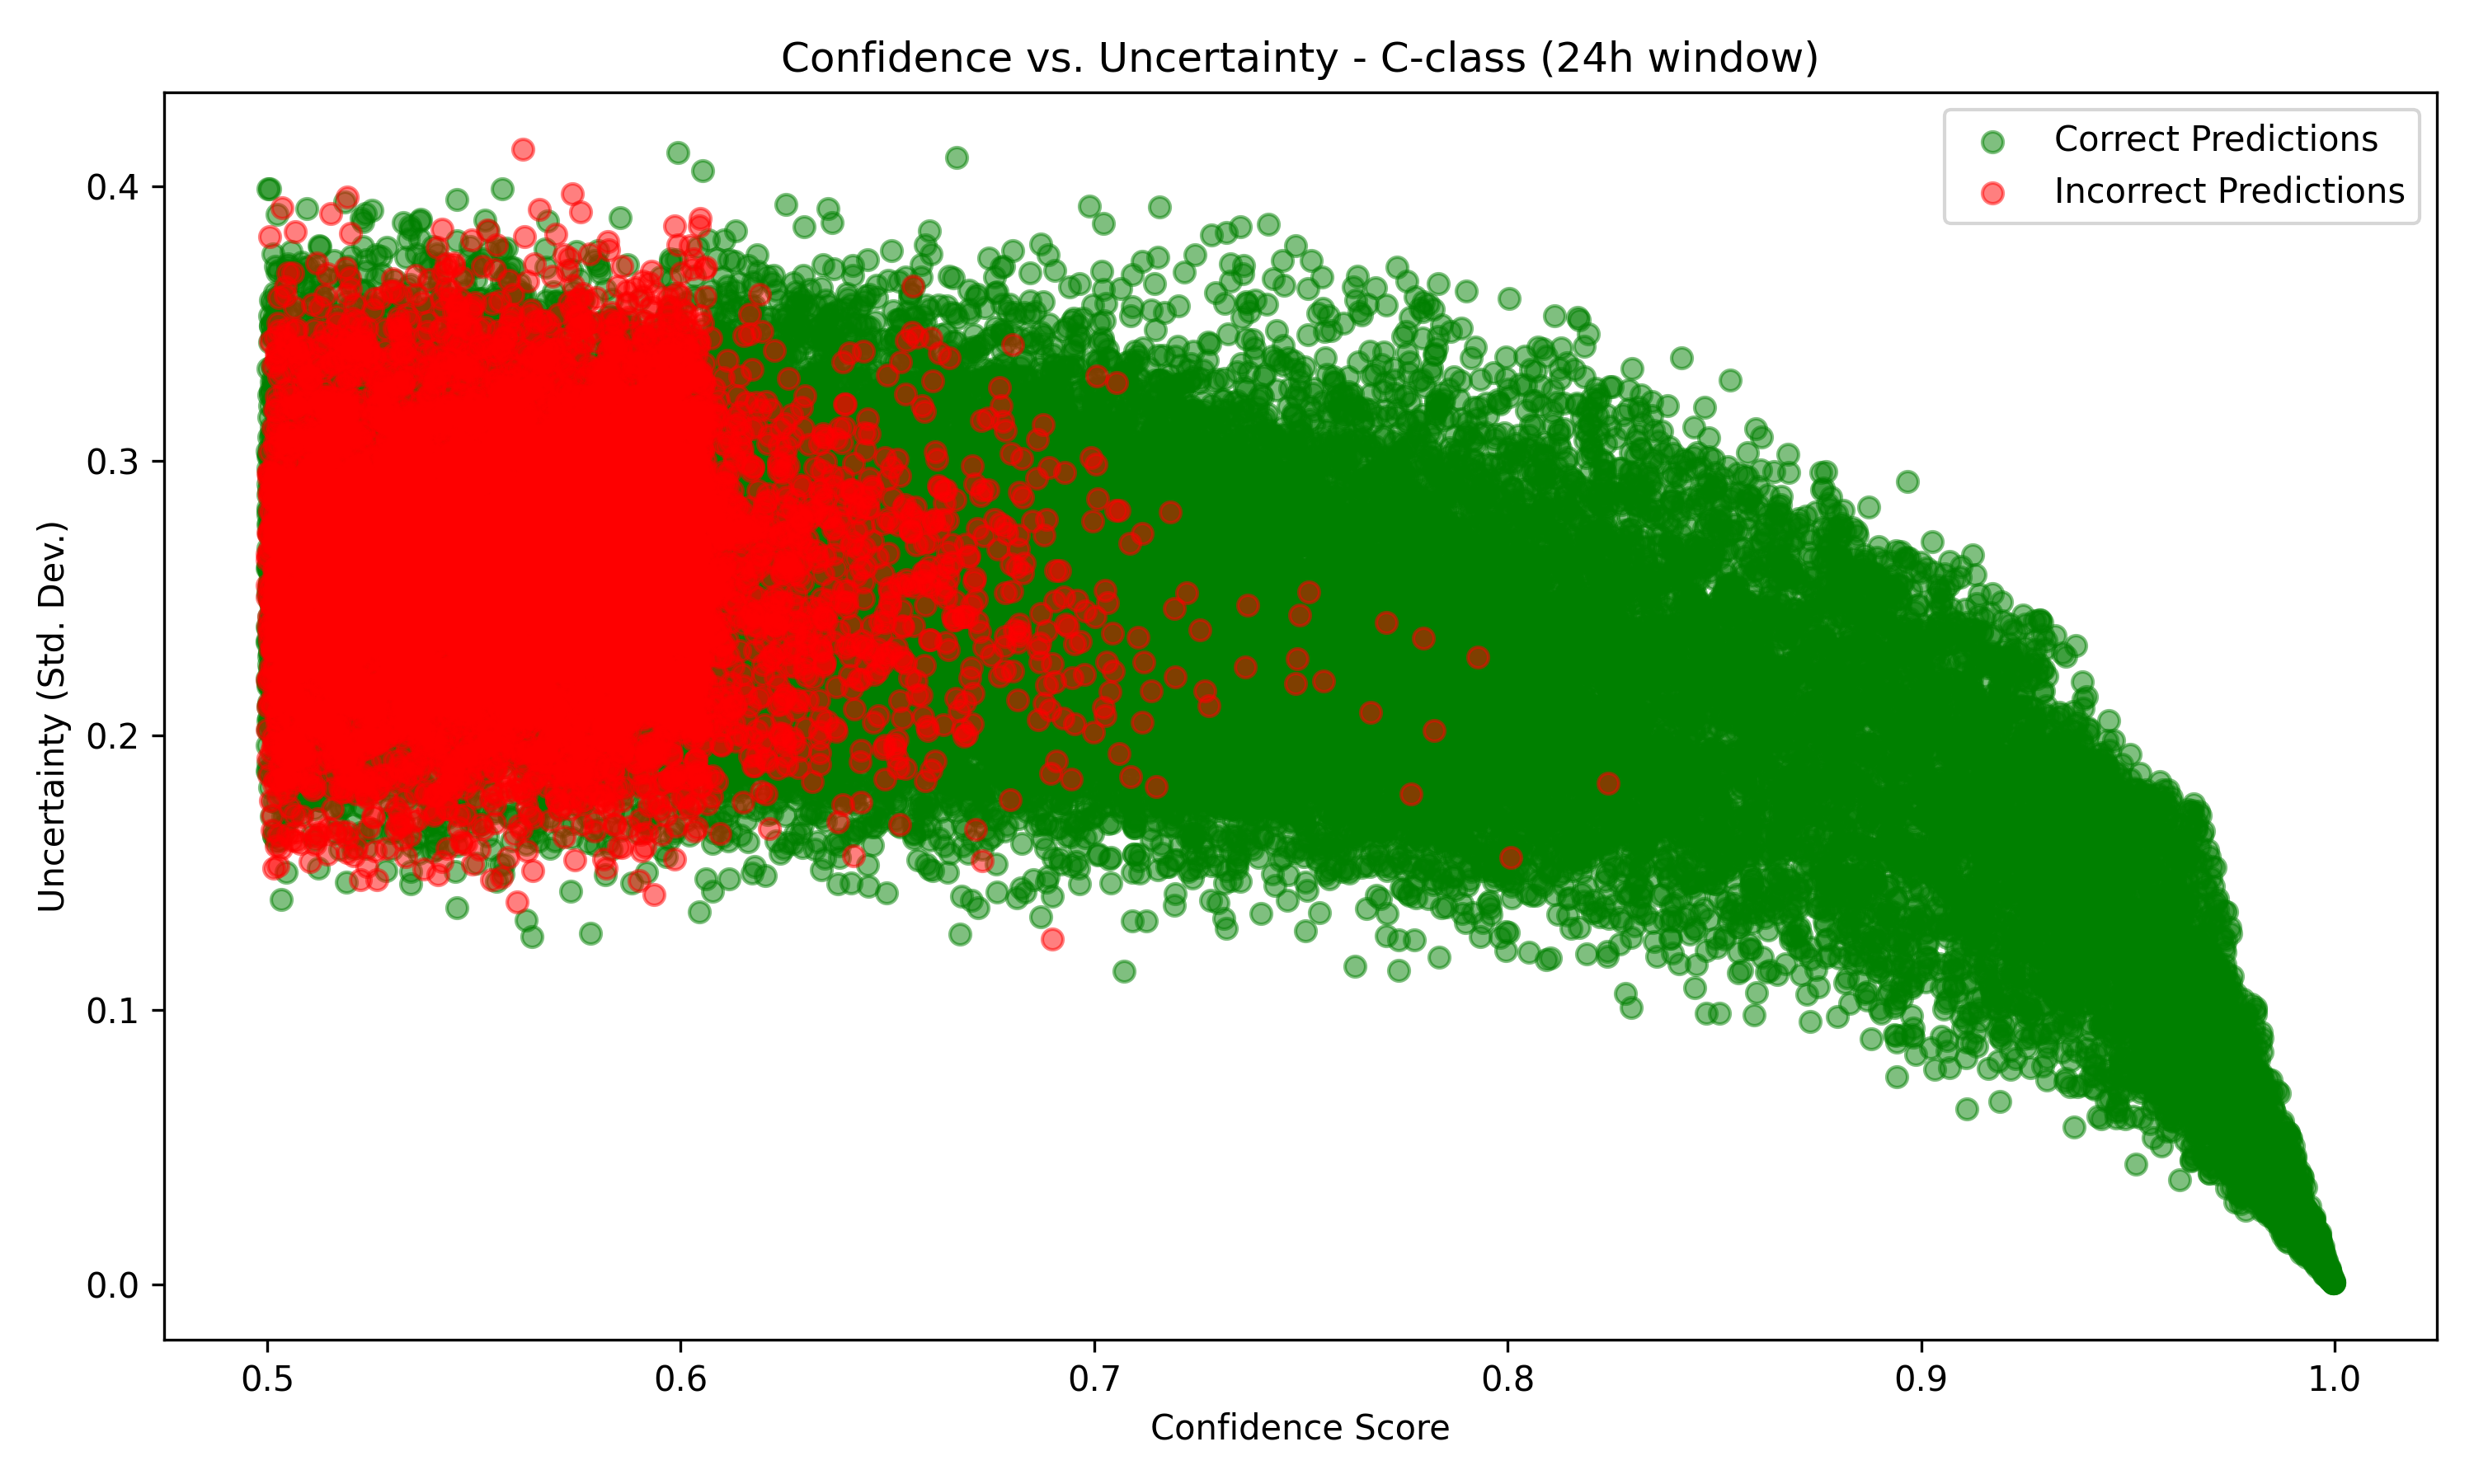 Confidence vs. Uncertainty - C-class (24h window)
Correct Predictions
Incorrect Predictions
Uncertainty (Std. Dev.)
0.4
0.3
0.2
0.1
0.0
0.5 0.6 0.7 0.8 0.9 1.0
Confidence Score